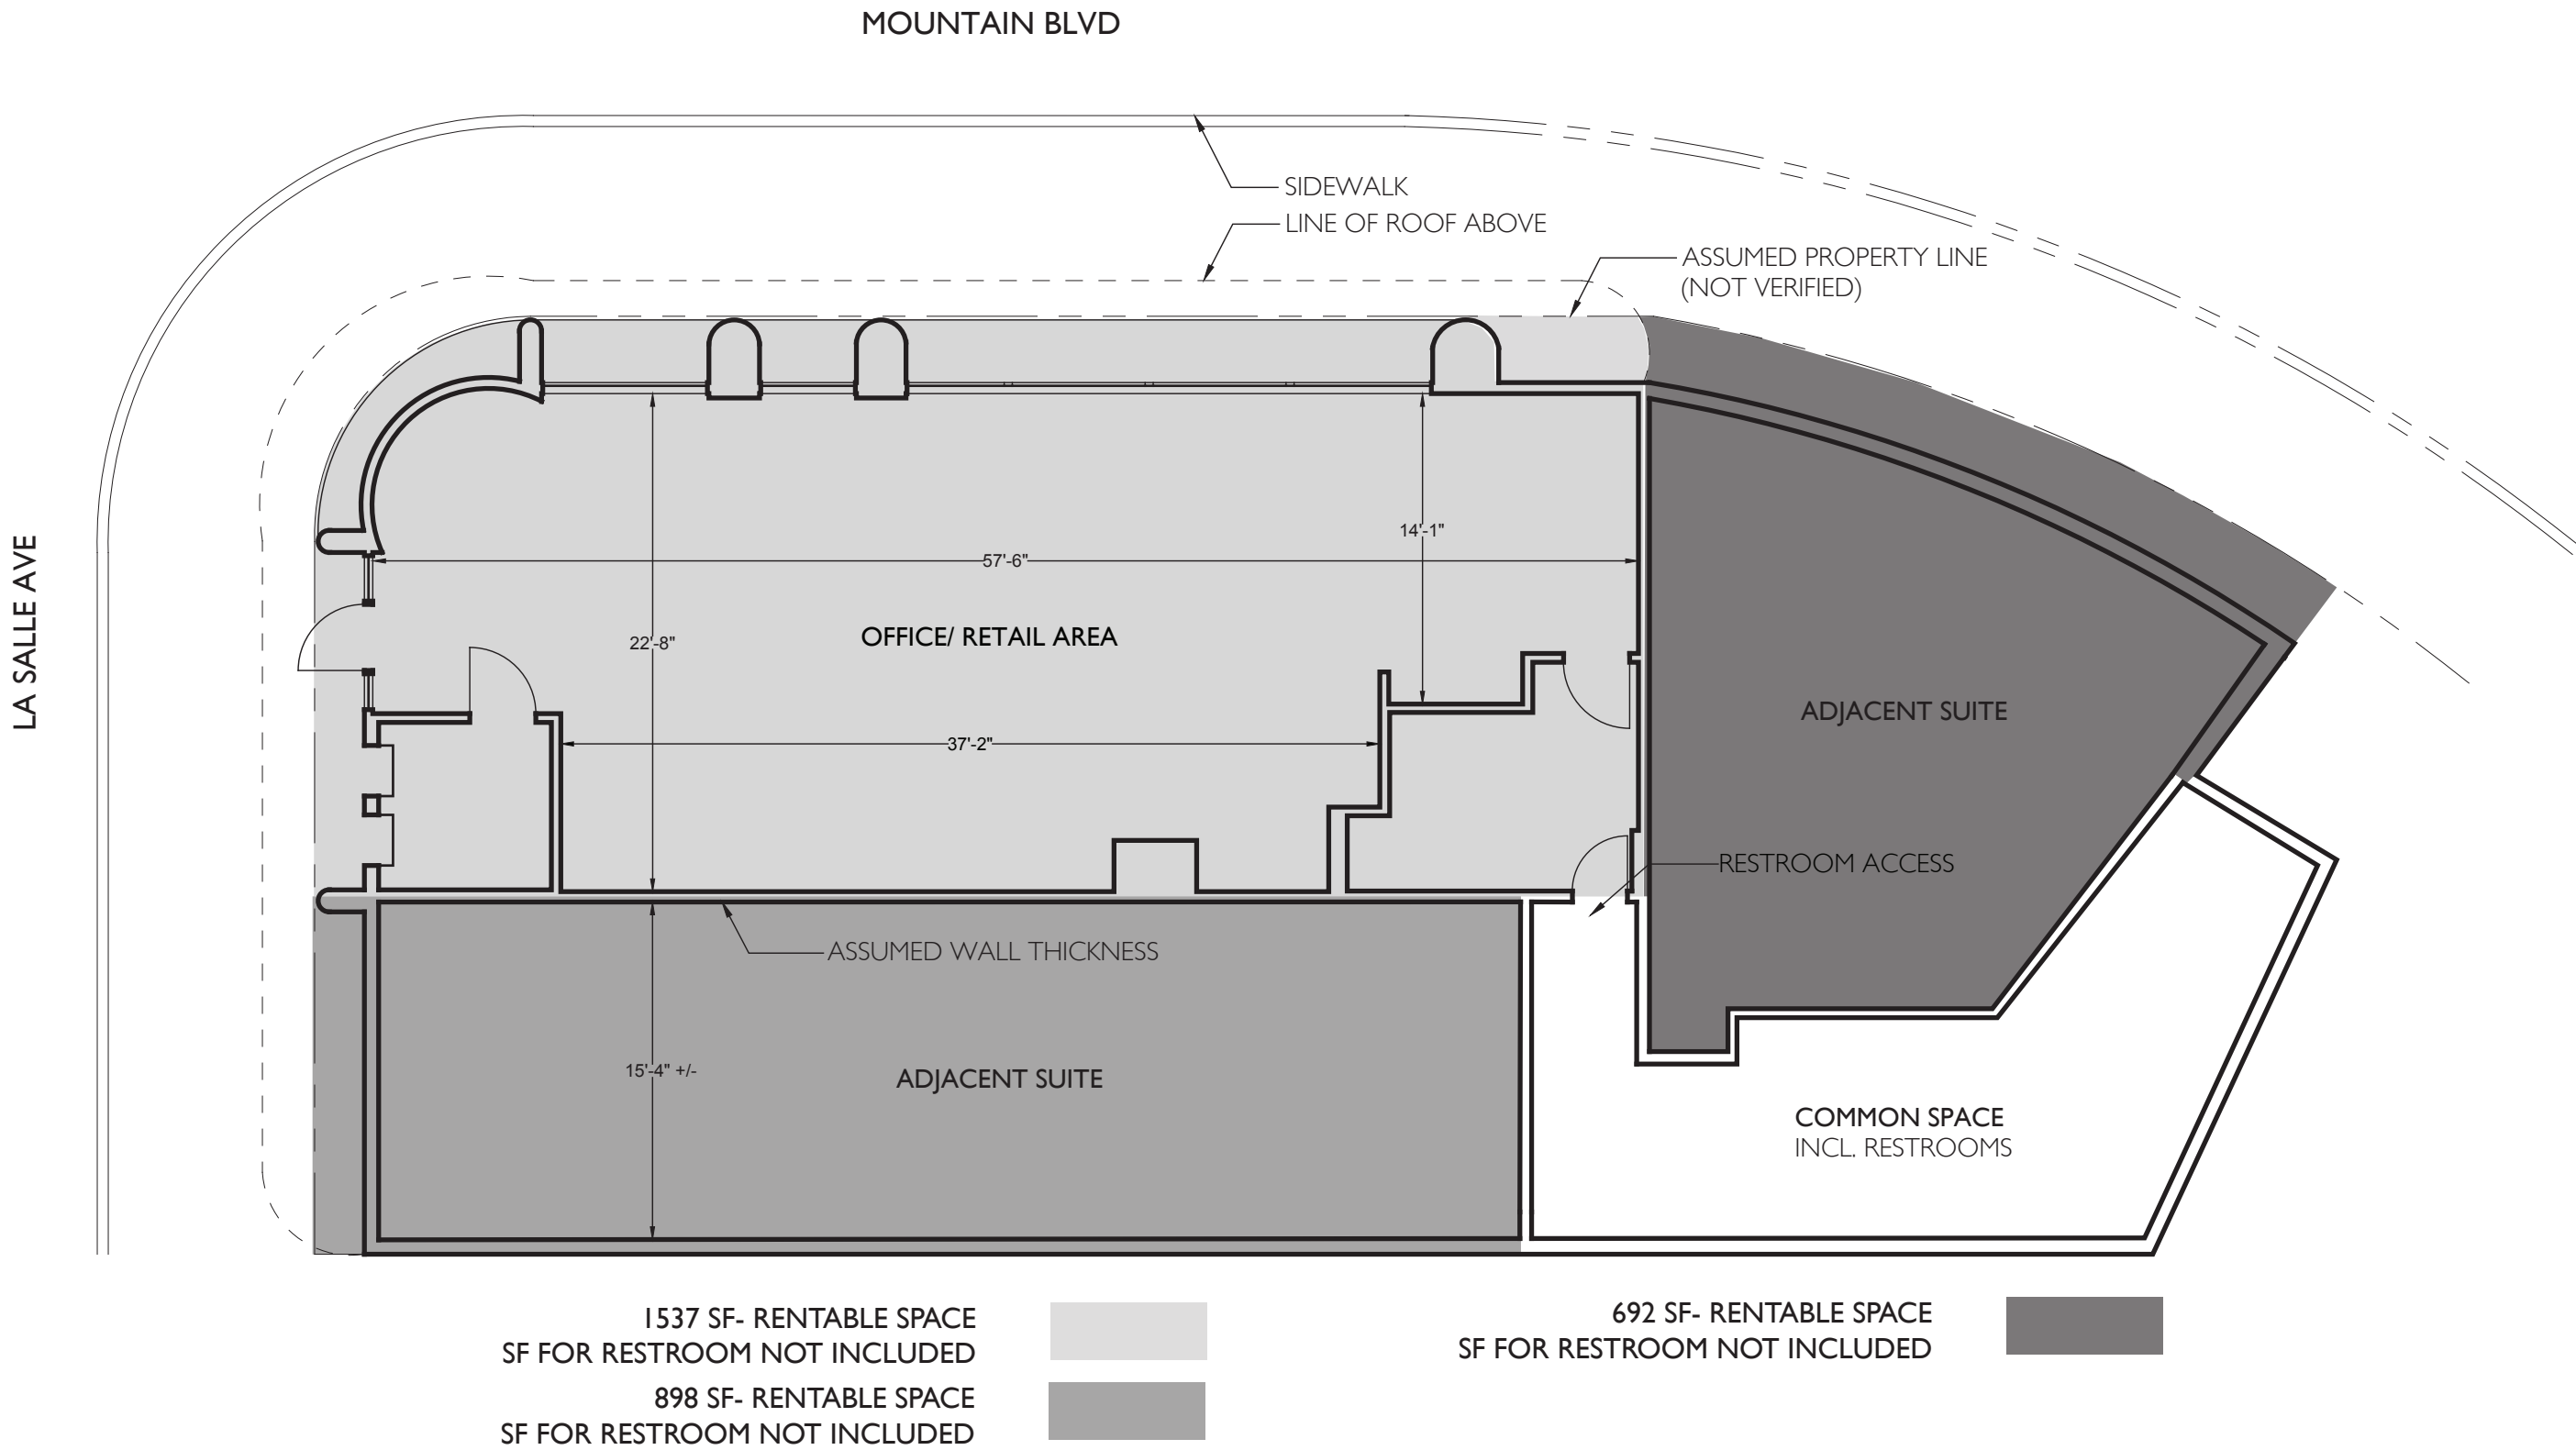 MOUNTAIN BLVD
SIDEWALK
LINE OF ROOF ABOVE
ASSUMED PROPERTY LINE
(NOT VERIFIED)
LA SALLE AVE
14'-1"
57'-6"
22'-8"
OFFICE/ RETAIL AREA
37'-2"
ADJACENT SUITE
RESTROOM ACCESS
ASSUMED WALL THICKNESS
15'-4" +/-
ADJACENT SUITE
COMMON SPACE
INCL. RESTROOMS
1537 SF- RENTABLE SPACE
SF FOR RESTROOM NOT INCLUDED
898 SF- RENTABLE SPACE
SF FOR RESTROOM NOT INCLUDED
692 SF- RENTABLE SPACE
SF FOR RESTROOM NOT INCLUDED